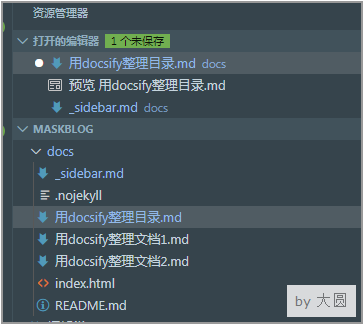 资源管理器
打开的编辑器 1 个未保存
用docsify整理目录.md docs
预览 用docsify整理目录.md
_sidebar.md docs
MASKBLOG
docs
_sidebar.md
.nojekyll
用docsify整理目录.md
用docsify整理文档1.md
用docsify整理文档2.md
index.html
README.md
by 大圆